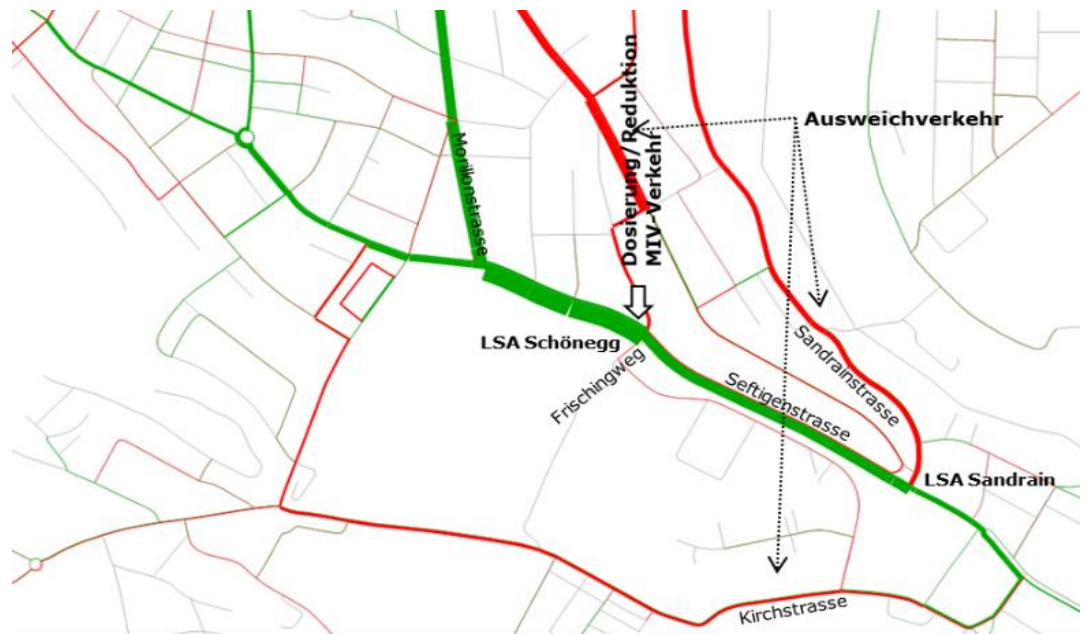 Dosierung/Reduktion
MIV-Verkehr
Ausweichverkehr
Morillonstrasse
LSA Schönegg
Frischingweg
Seftigenstrasse
Sandrainstrasse
LSA Sandrain
Kirchstrasse